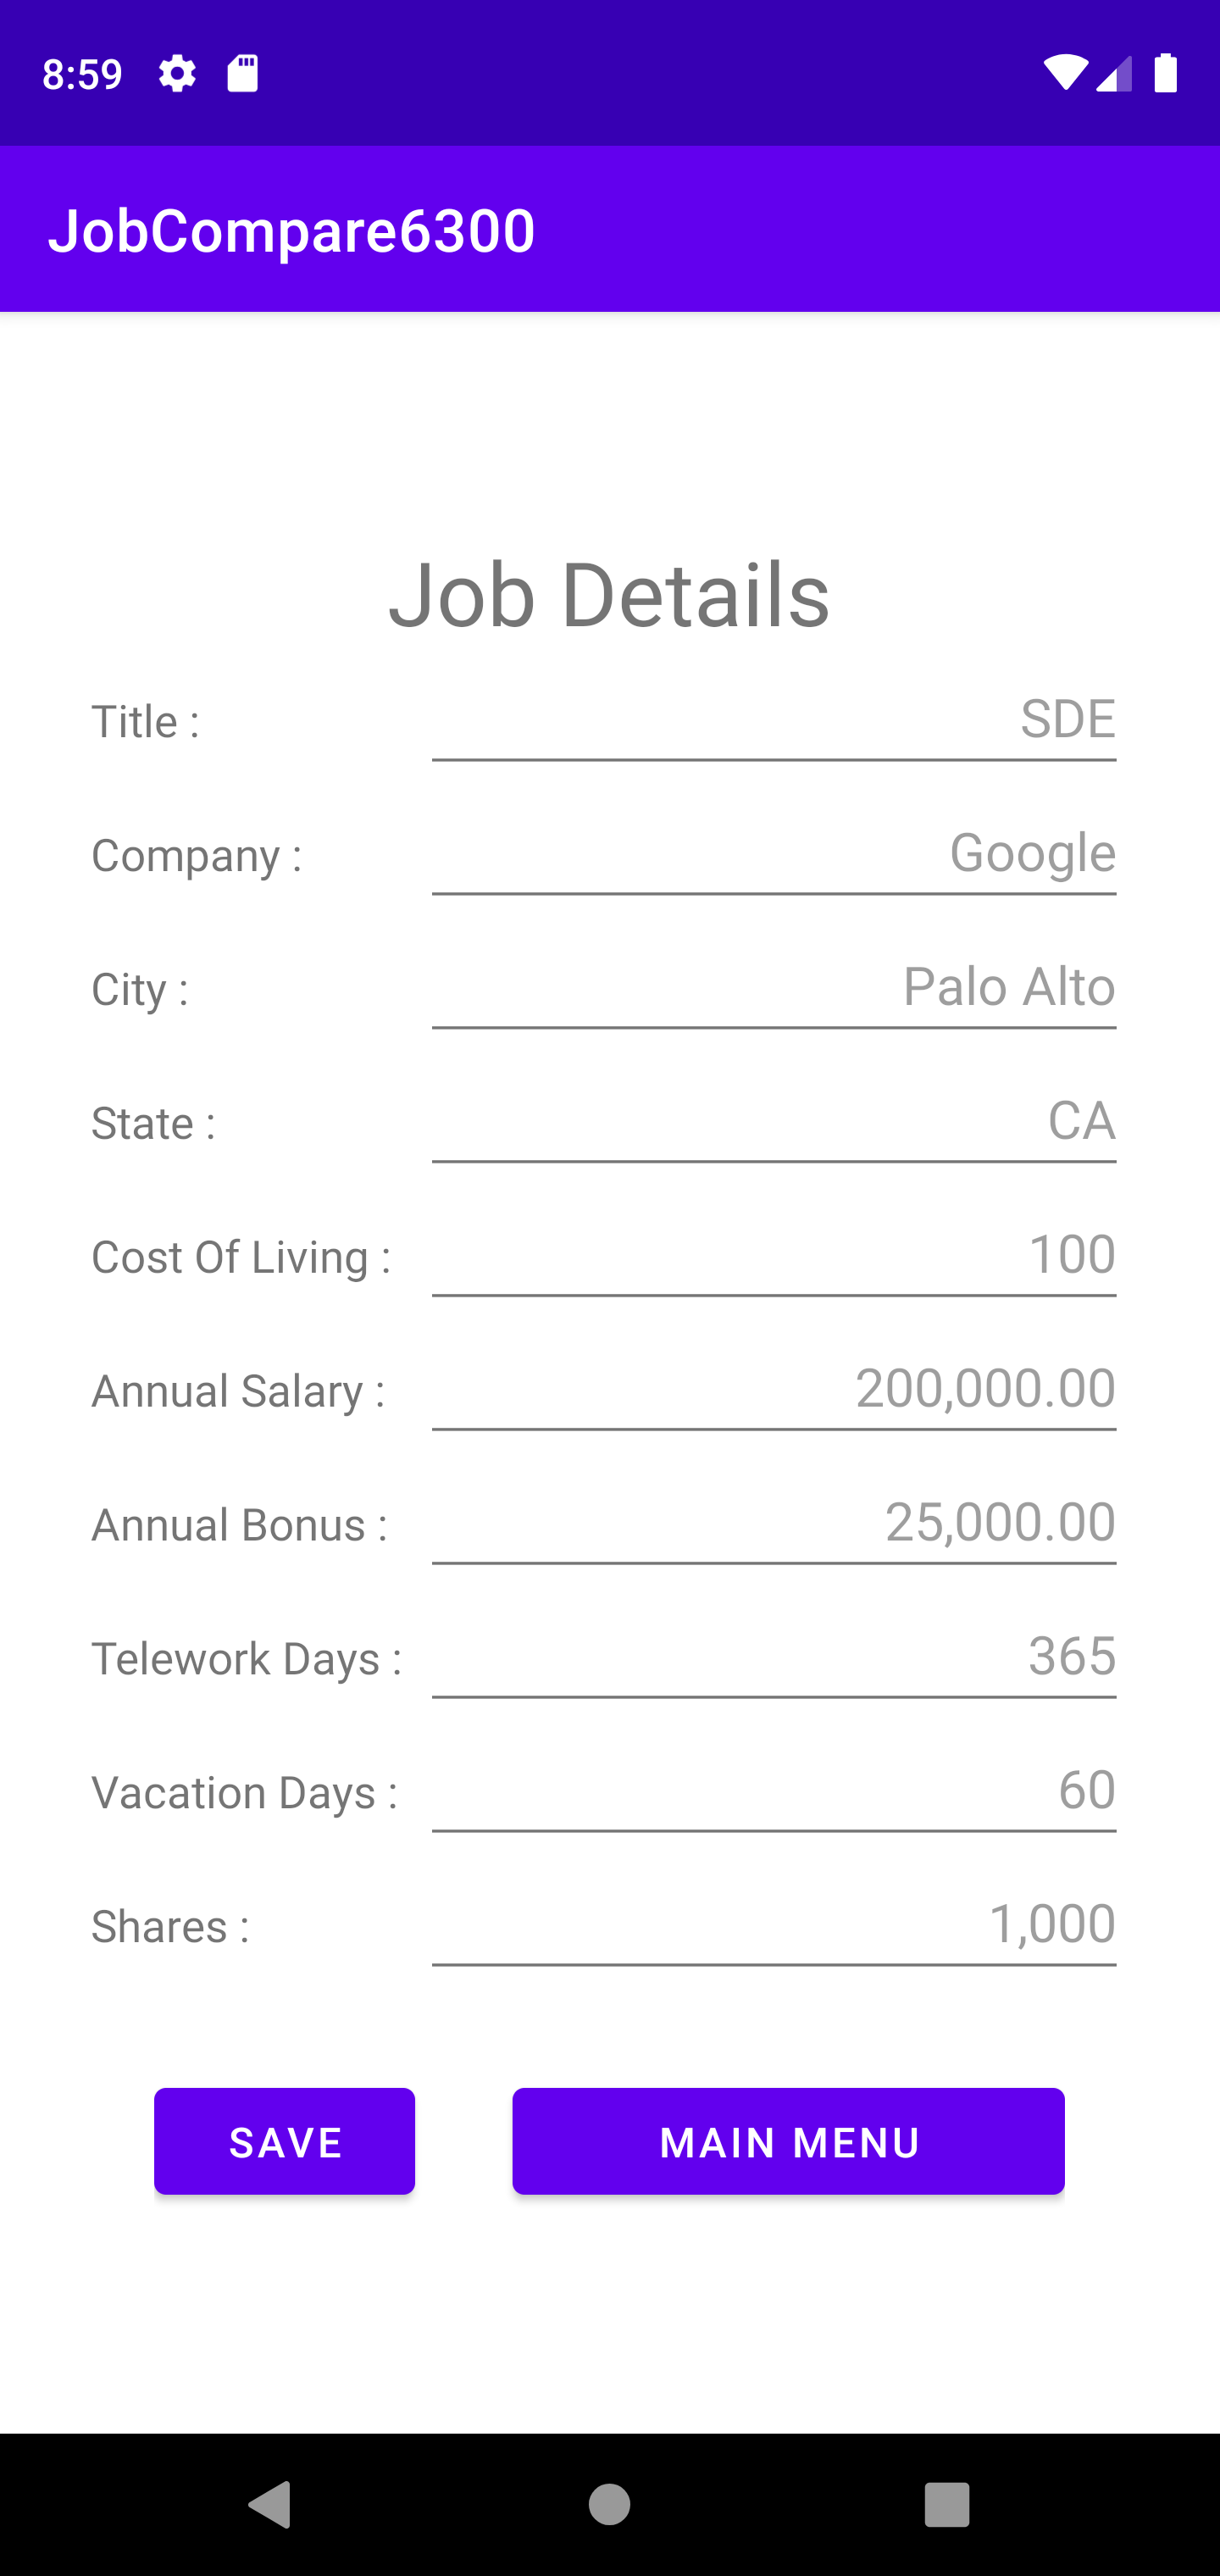 8:59
JobCompare6300
Job Details
Title : SDE
Company : Google
City : Palo Alto
State : CA
Cost Of Living : 100
Annual Salary : 200,000.00
Annual Bonus : 25,000.00
Telework Days : 365
Vacation Days : 60
Shares : 1,000
SAVE MAIN MENU